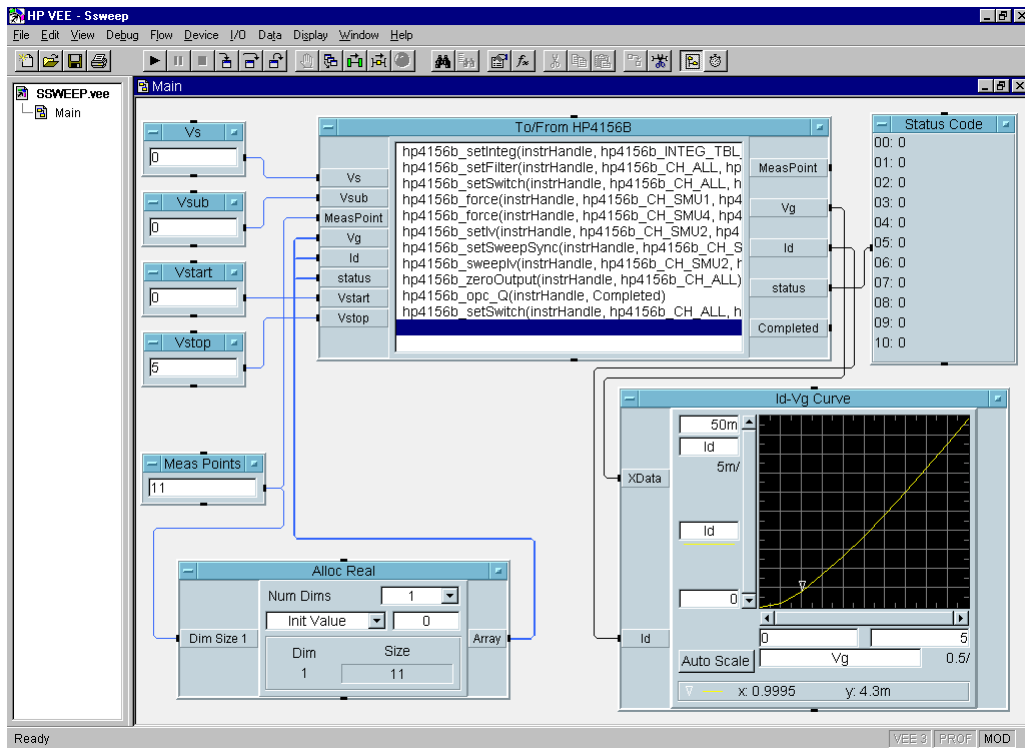 HP VEE - Ssweep
File Edit View Debug Flow Device I/O Data Display Window Help
SSWEEP.vee
Main
Main
Vs
0
Vsub
0
Vstart
0
Vstop
5
Meas Points
11
To/From HP4156B
Vs
Vsub
MeasPoint
Vg
Id
status
Vstart
Vstop
hp4156b_setInteg(instrHandle, hp4156b_INTEG_TBL_
hp4156b_setFilter(instrHandle, hp4156b_CH_ALL, hp
hp4156b_setSwitch(instrHandle, hp4156b_CH_ALL, h
hp4156b_force(instrHandle, hp4156b_CH_SMU1, hp4
hp4156b_force(instrHandle, hp4156b_CH_SMU4, hp4
hp4156b_setIv(instrHandle, hp4156b_CH_SMU2, hp4
hp4156b_setSweepSync(instrHandle, hp4156b_CH_S
hp4156b_sweepIv(instrHandle, hp4156b_CH_SMU2, h
hp4156b_zeroOutput(instrHandle, hp4156b_CH_ALL)
hp4156b_opc_Q(instrHandle, Completed)
hp4156b_setSwitch(instrHandle, hp4156b_CH_ALL, h
MeasPoint
Vg
Id
status
Completed
Status Code
00: 0
01: 0
02: 0
03: 0
04: 0
05: 0
06: 0
07: 0
08: 0
09: 0
10: 0
Alloc Real
Dim Size 1
Num Dims 1
Init Value 0
Dim Size
1 11
Array
Id-Vg Curve
XData
Id
50m
Id
5m/
Id
0
0 5
Auto Scale Vg 0.5/
x: 0.9995 y: 4.3m
Ready VEE 3 PROF MOD